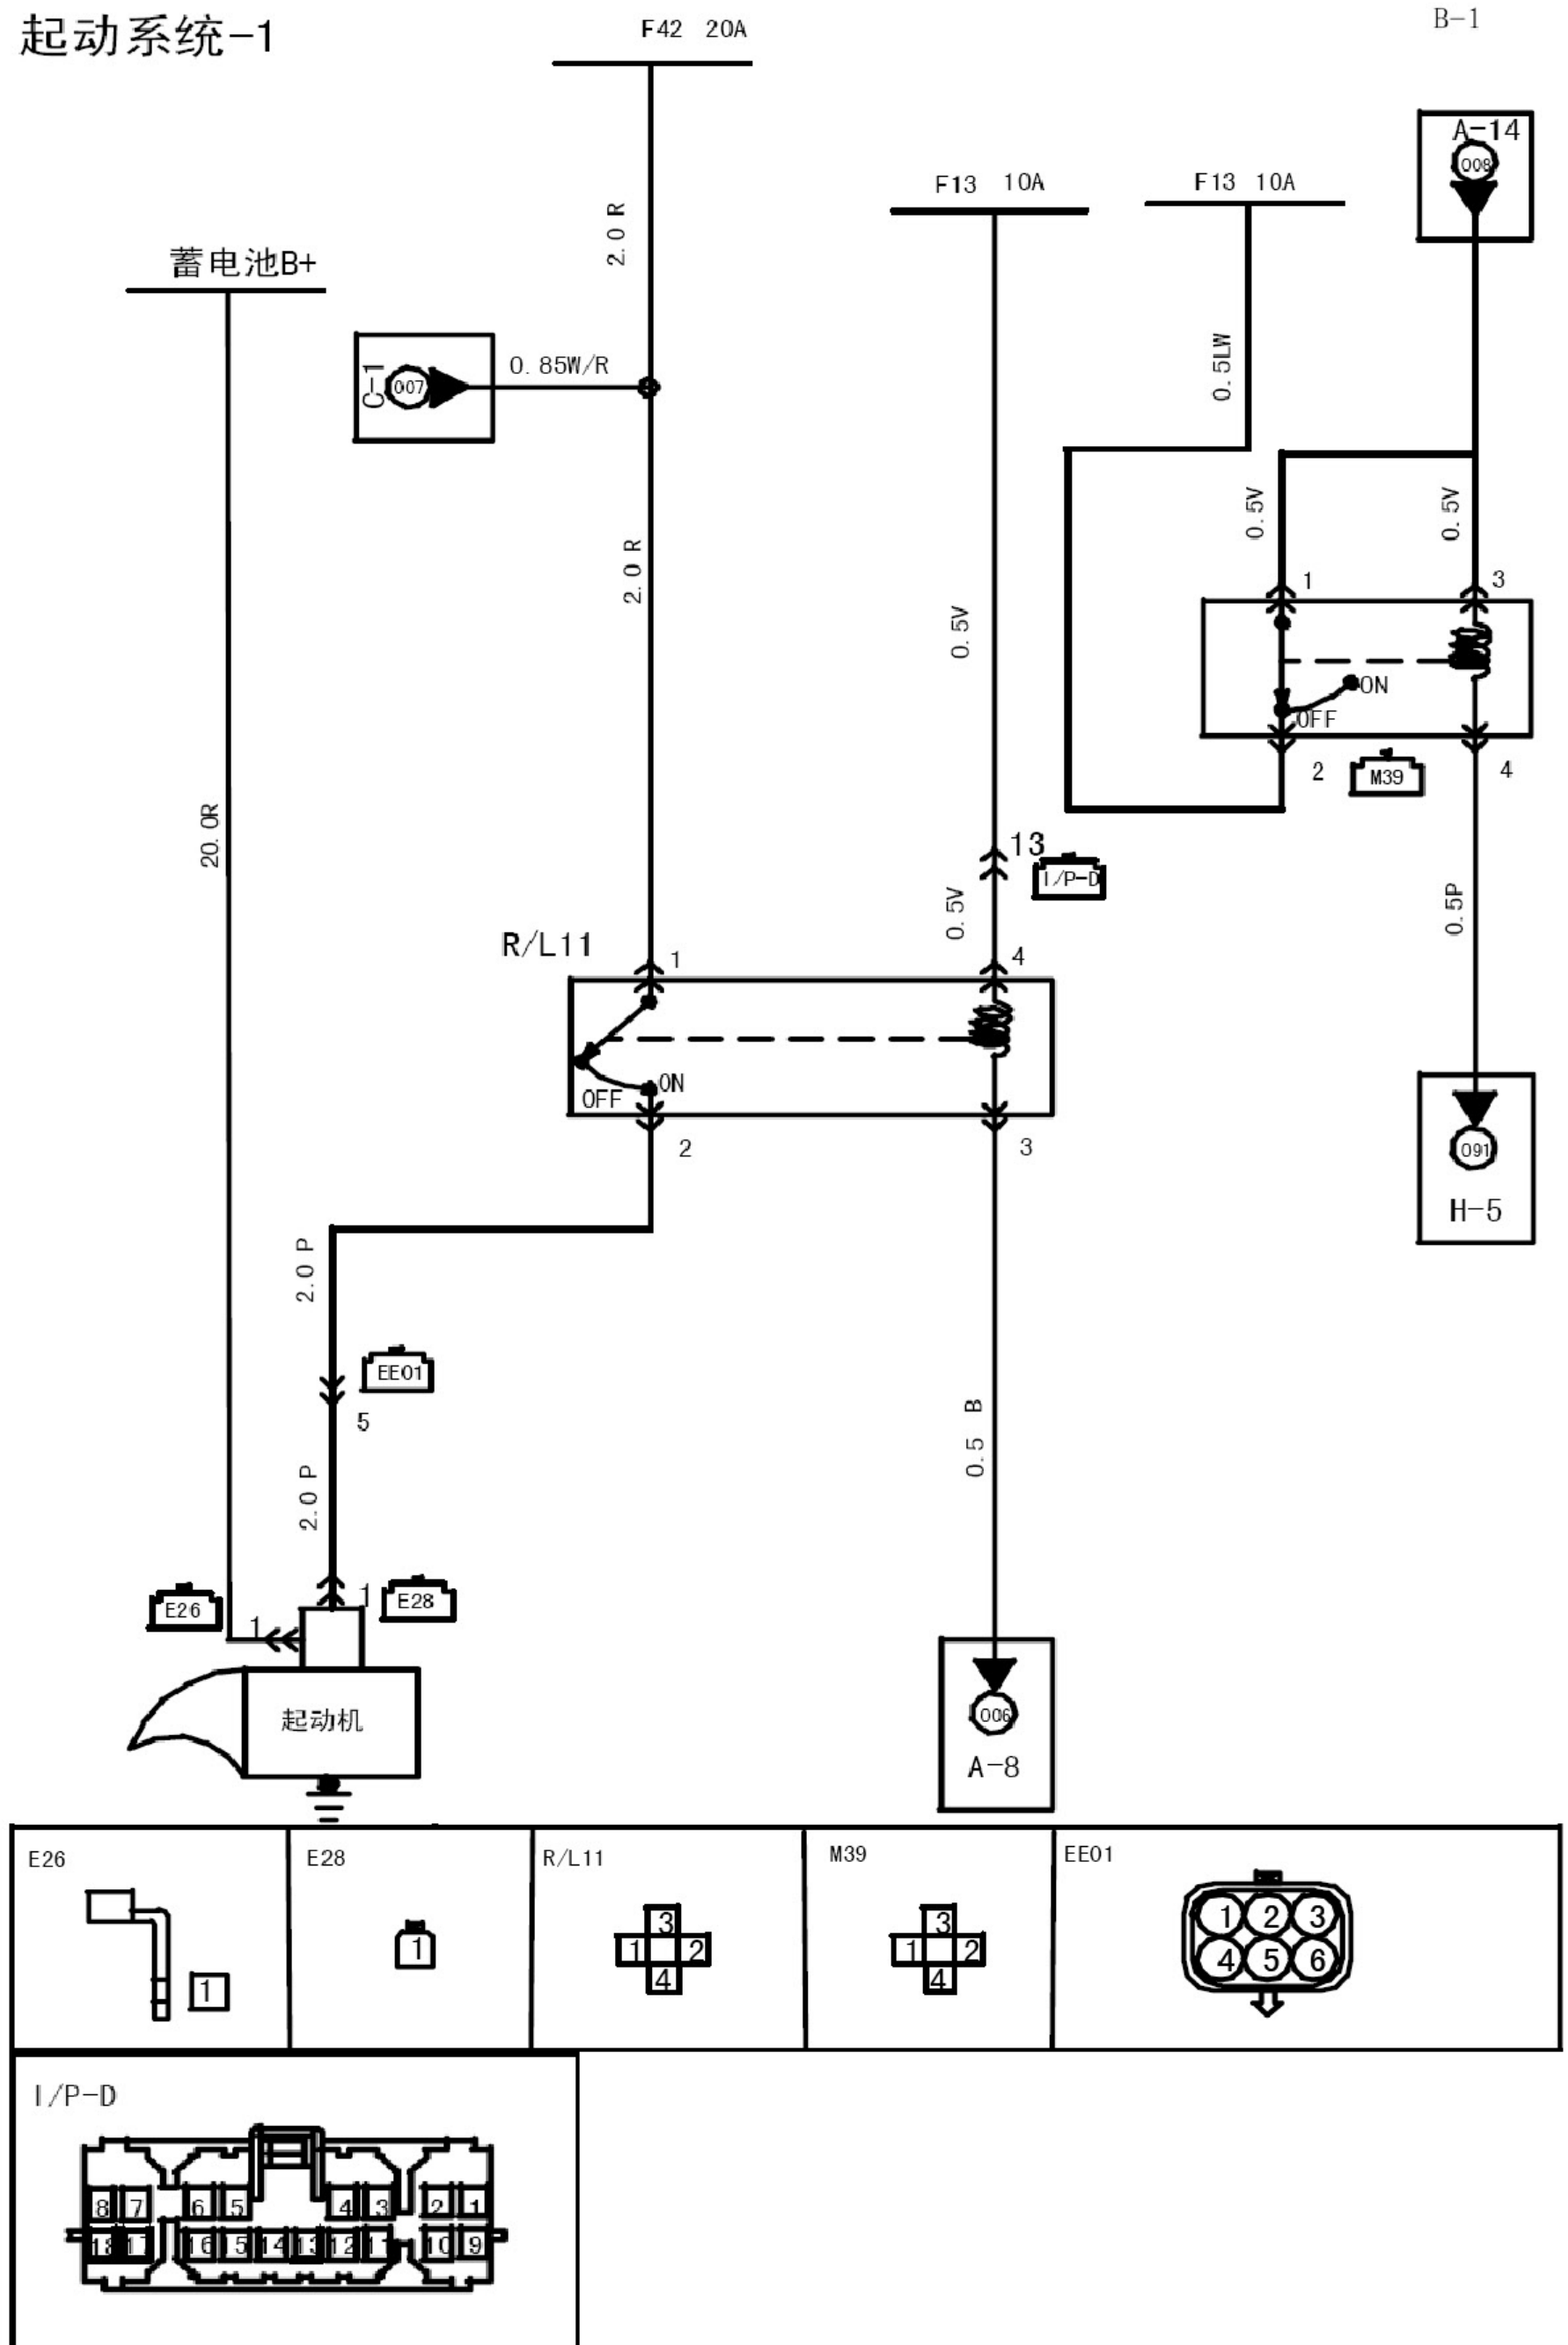 起动系统-1
F42 20A
B-1
A-14
008
F13 10A
F13 10A
2.0 R
蓄电池B+
C-1
007
0.85W/R
0.5LW
0.5V
0.5V
2.0 R
1
3
0.5V
ON
OFF
2
M39
4
20.0R
13
I/P-D
0.5V
0.5P
R/L11
1
4
ON
OFF
2
3
091
H-5
2.0 P
EE01
5
0.5 B
2.0 P
E26
1
1
E28
起动机
006
A-8
E26
1
E28
1
R/L11
3
1 2
4
M39
3
1 2
4
EE01
1 2 3
4 5 6
I/P-D
8 7 6 5 4 3 2 1
18 17 16 15 14 13 12 11 10 9